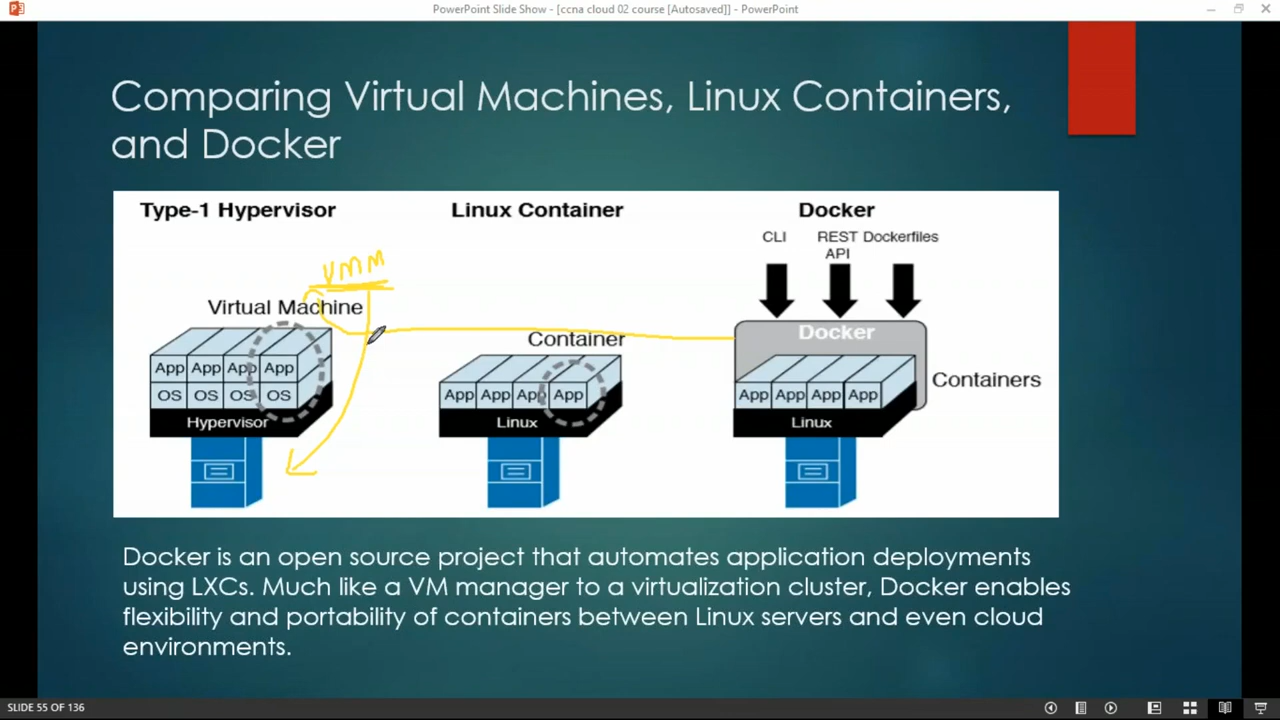 PowerPoint Slide Show - [ccna cloud 02 course [Autosaved]] - PowerPoint
Comparing Virtual Machines, Linux Containers,
and Docker
Type-1 Hypervisor
Linux Container
Docker
CLI
REST Dockerfiles
API
VMM
Virtual Machine
Container
Docker
App App App App
OS OS OS OS
Hypervisor
App App App App
Linux
App App App App
Containers
Linux
Docker is an open source project that automates application deployments
using LXCs. Much like a VM manager to a virtualization cluster, Docker enables
flexibility and portability of containers between Linux servers and even cloud
environments.
SLIDE 55 OF 136